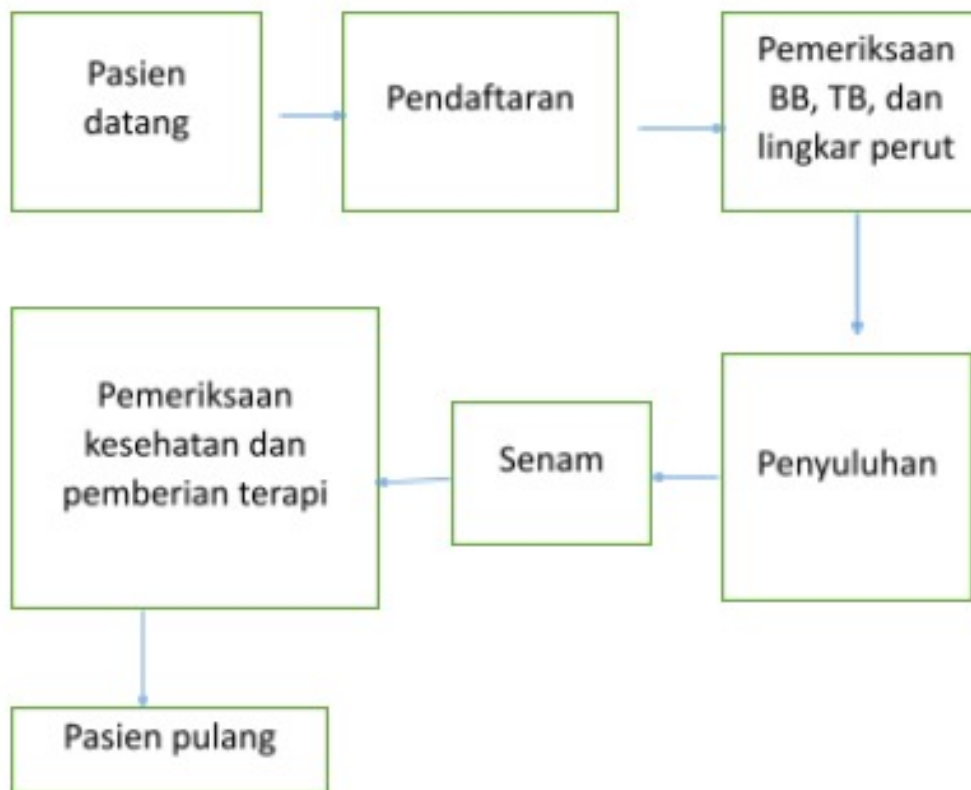 Pasien
datang
Pendaftaran
Pemeriksaan
BB, TB, dan
lingkar perut
Penyuluhan
Senam
Pemeriksaan
kesehatan dan
pemberian terapi
Pasien pulang